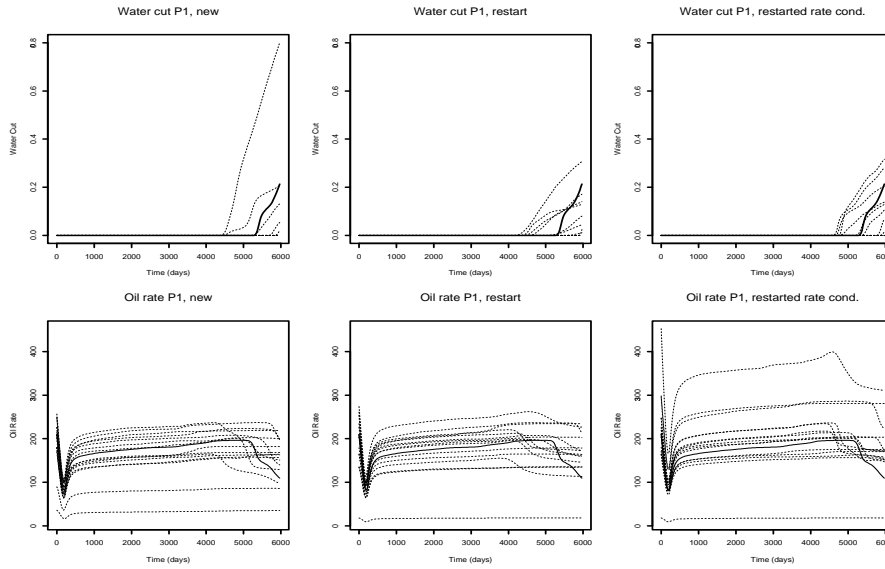 Water cut P1, new
Water cut P1, restart
Water cut P1, restarted rate cond.
Water Cut
0.0 0.2 0.4 0.6 0.8
0 1000 2000 3000 4000 5000 6000
Time (days)
Water Cut
0.0 0.2 0.4 0.6 0.8
0 1000 2000 3000 4000 5000 6000
Time (days)
Water Cut
0.0 0.2 0.4 0.6 0.8
0 1000 2000 3000 4000 5000 6000
Time (days)
Oil rate P1, new
Oil rate P1, restart
Oil rate P1, restarted rate cond.
Oil Rate
0 100 200 300 400
0 1000 2000 3000 4000 5000 6000
Time (days)
Oil Rate
0 100 200 300 400
0 1000 2000 3000 4000 5000 6000
Time (days)
Oil Rate
0 100 200 300 400
0 1000 2000 3000 4000 5000 6000
Time (days)